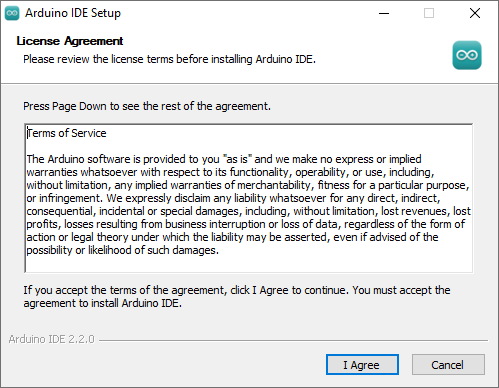 Arduino IDE Setup
License Agreement
Please review the license terms before installing Arduino IDE.
Press Page Down to see the rest of the agreement.
Terms of Service
The Arduino software is provided to you "as is" and we make no express or implied
warranties whatsoever with respect to its functionality, operability, or use, including,
without limitation, any implied warranties of merchantability, fitness for a particular purpose,
or infringement. We expressly disclaim any liability whatsoever for any direct, indirect,
consequential, incidental or special damages, including, without limitation, lost revenues, lost
profits, losses resulting from business interruption or loss of data, regardless of the form of
action or legal theory under which the liability may be asserted, even if advised of the
possibility or likelihood of such damages.
If you accept the terms of the agreement, click I Agree to continue. You must accept the
agreement to install Arduino IDE.
Arduino IDE 2.2.0
I Agree
Cancel